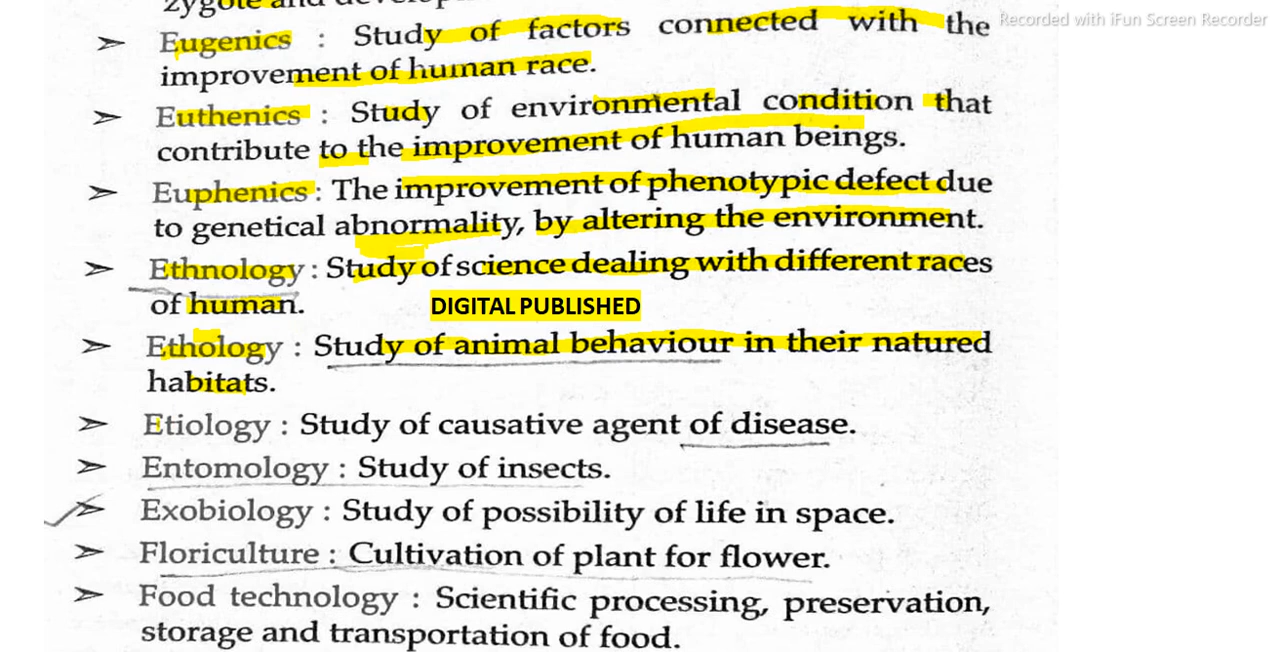 zygote and
Recorded with iFun Screen Recorder
➢ Eugenics : Study of factors connected with the
improvement of human race.
➢ Euthenics : Study of environmental condition that
contribute to the improvement of human beings.
➢ Euphenics : The improvement of phenotypic defect due
to genetical abnormality, by altering the environment.
➢ Ethnology : Study of science dealing with different races
of human.
DIGITAL PUBLISHED
➢ Ethology : Study of animal behaviour in their natured
habitats.
➢ Etiology : Study of causative agent of disease.
➢ Entomology : Study of insects.
➢ Exobiology : Study of possibility of life in space.
➢ Floriculture : Cultivation of plant for flower.
➢ Food technology : Scientific processing, preservation,
storage and transportation of food.